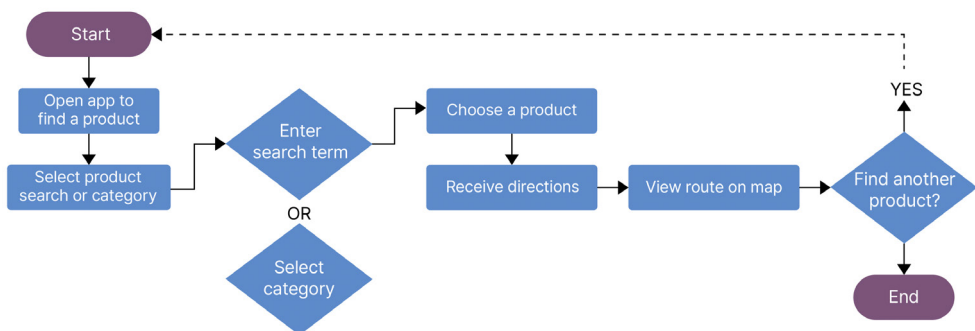 Start
Open app to
find a product
Select product
search or category
Enter
search term
OR
Select
category
Choose a product
Receive directions
View route on map
Find another
product?
YES
End